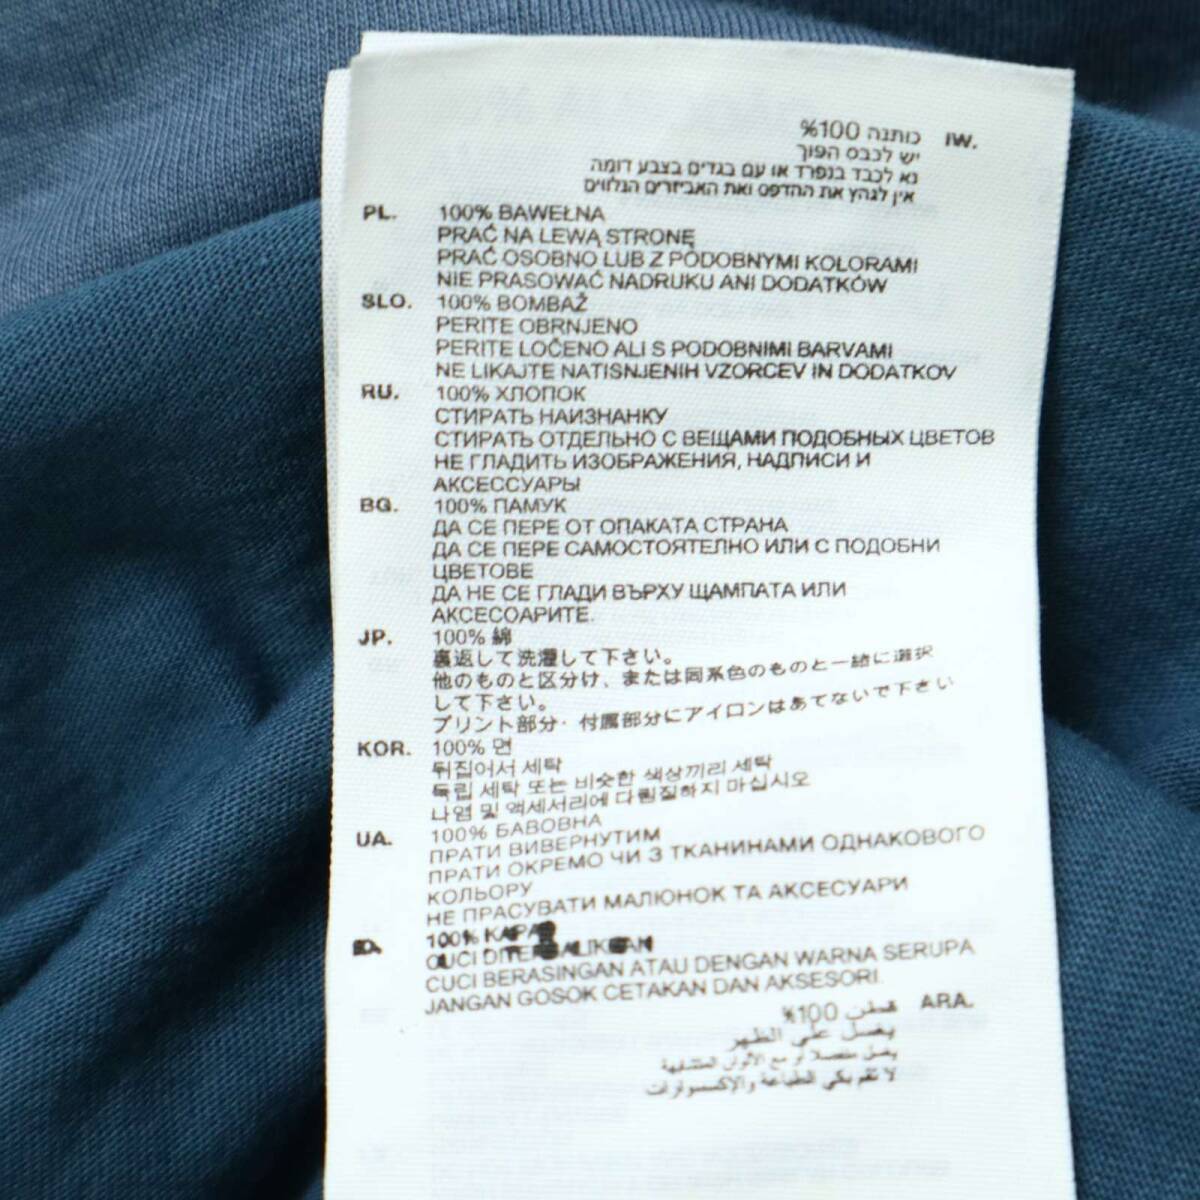 IW. כותנה 100%
יש לכבס הפוך
נא לכבד בנפרד או עם בגדים בצבע דומה
אין לגהץ את ההדפס ואת האביזרים הנלווים
PL. 100% BAWEŁNA
PRAĆ NA LEWĄ STRONĘ
PRAĆ OSOBNO LUB Z PODOBNYMI KOLORAMI
NIE PRASOWAĆ NADRUKU ANI DODATKÓW
SLO. 100% BOMBAŽ
PERITE OBRNJENO
PERITE LOČENO ALI S PODOBNIMI BARVAMI
NE LIKAJTE NATISNJENIH VZORCEV IN DODATKOV
RU. 100% ХЛОПОК
СТИРАТЬ НАИЗНАНКУ
СТИРАТЬ ОТДЕЛЬНО С ВЕЩАМИ ПОДОБНЫХ ЦВЕТОВ
НЕ ГЛАДИТЬ ИЗОБРАЖЕНИЯ, НАДПИСИ И
АКСЕССУАРЫ
BG. 100% ПАМУК
ДА СЕ ПЕРЕ ОТ ОПАКАТА СТРАНА
ДА СЕ ПЕРЕ САМОСТОЯТЕЛНО ИЛИ С ПОДОБНИ
ЦВЕТОВЕ
ДА НЕ СЕ ГЛАДИ ВЪРХУ ЩАМПАТА ИЛИ
АКСЕСОАРИТЕ.
JP. 100% 綿
裏返して洗濯して下さい。
他のものと区分け、または同系色のものと一緒に選択
して下さい。
プリント部分・付属部分にアイロンはあてないで下さい
KOR. 100% 면
뒤집어서 세탁
독립 세탁 또는 비슷한 색상끼리 세탁
나염 및 액세서리에 다림질하지 마십시오
UA. 100% БАВОВНА
ПРАТИ ВИВЕРНУТИМ
ПРАТИ ОКРЕМО ЧИ З ТКАНИНАМИ ОДНАКОВОГО
КОЛЬОРУ
НЕ ПРАСУВАТИ МАЛЮНОК ТА АКСЕСУАРИ
100% KAPAS
CUCI DITERBALIKKAN
CUCI BERASINGAN ATAU DENGAN WARNA SERUPA
JANGAN GOSOK CETAKAN DAN AKSESORI.
ARA. قطن 100%
يغسل على الظهر
يغسل منفصلا او مع الألوان المتشابهة
لا تقم بكي الطباعة والإكسسوارات